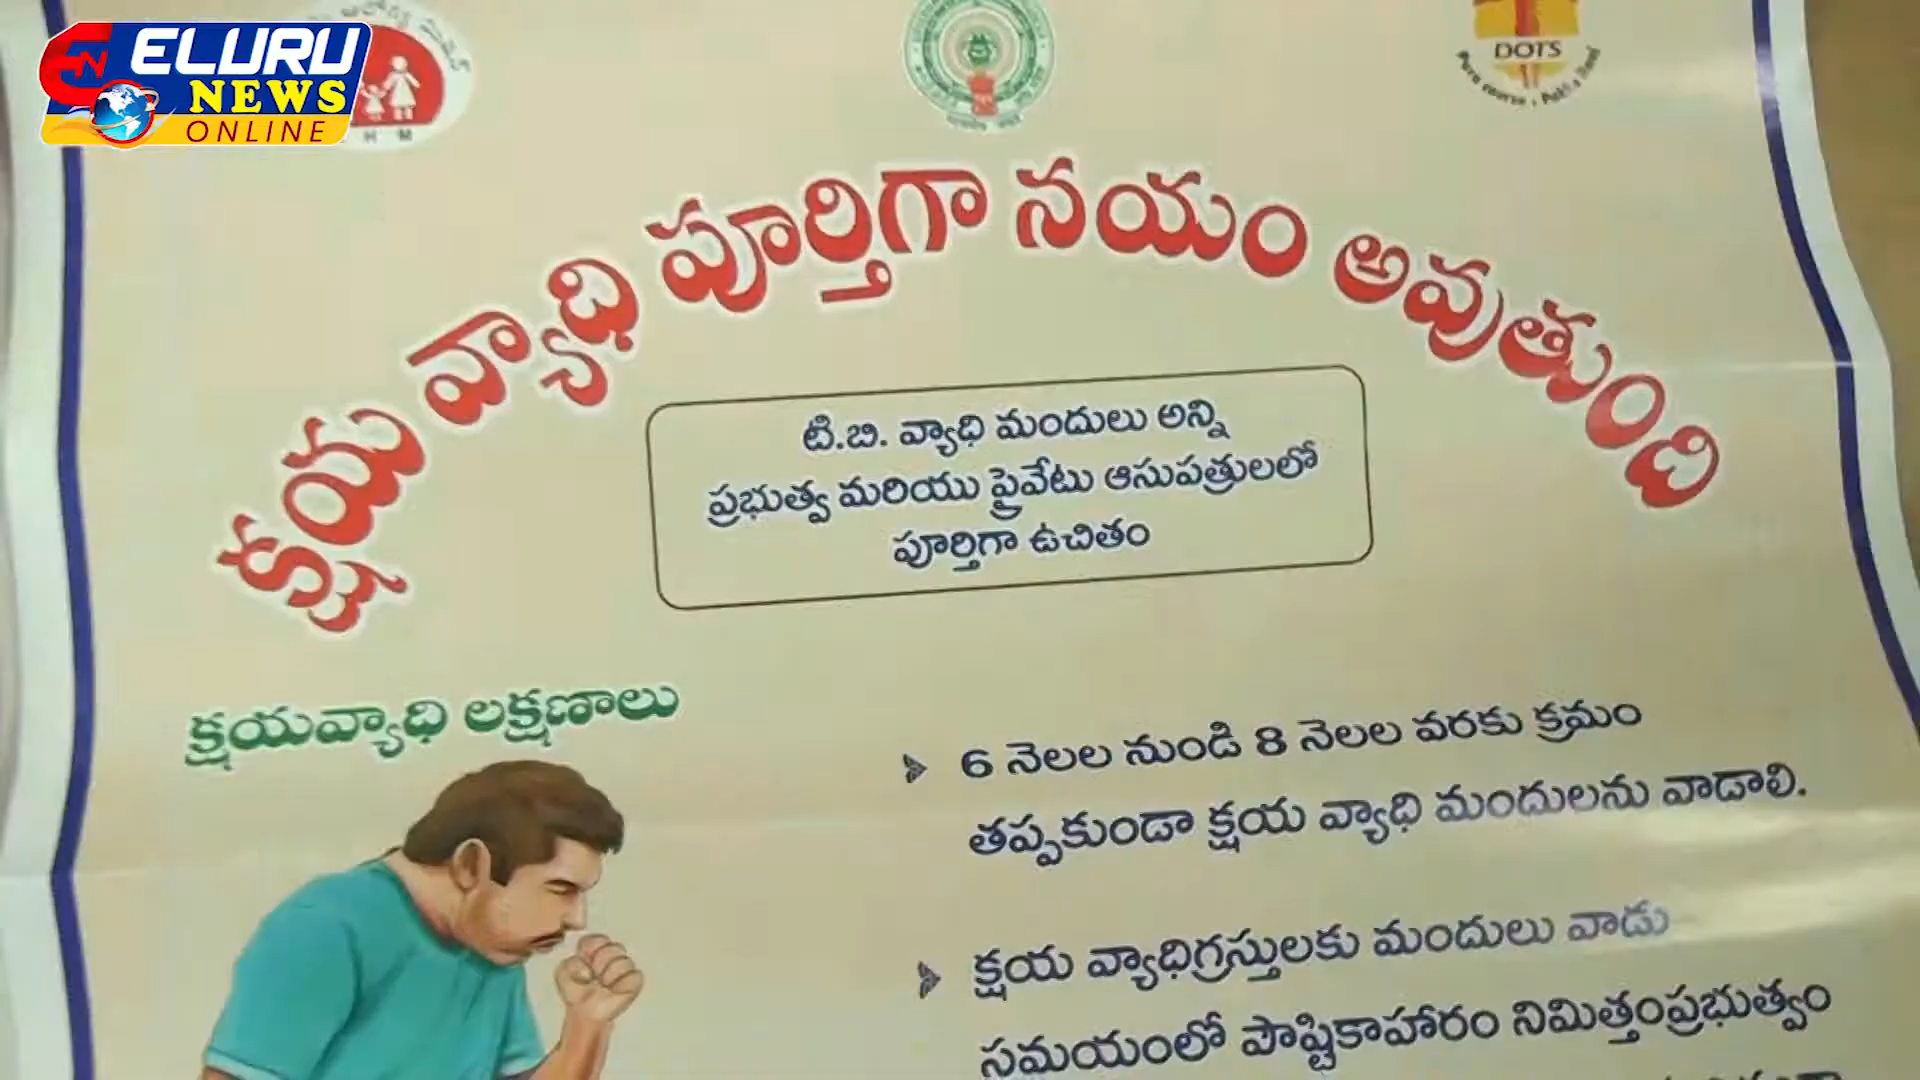 ELURU
NEWS
ONLINE
H M
DOTS
క్షయ వ్యాధి పూర్తిగా నయం అవుతుంది
టి.బి. వ్యాధి మందులు అన్ని
ప్రభుత్వ మరియు ప్రైవేటు ఆసుపత్రులలో
పూర్తిగా ఉచితం
క్షయవ్యాధి లక్షణాలు
6 నెలల నుండి 8 నెలల వరకు క్రమం
తప్పకుండా క్షయ వ్యాధి మందులను వాడాలి.
క్షయ వ్యాధిగ్రస్తులకు మందులు వాడు
సమయంలో పౌష్టికాహారం నిమిత్తంప్రభుత్వం